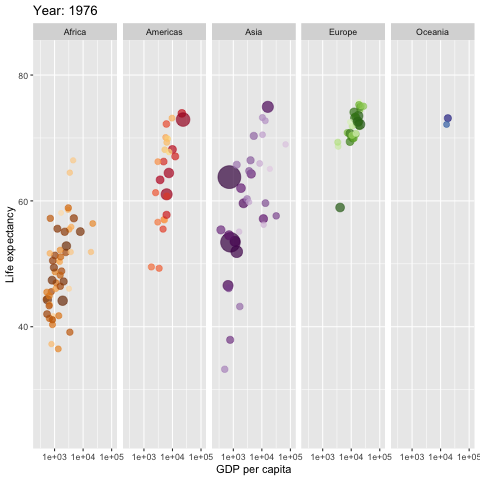 Year: 1976
Africa Americas Asia Europe Oceania
80
60
40
Life expectancy
1e+03 1e+04 1e+05 1e+03 1e+04 1e+05 1e+03 1e+04 1e+05 1e+03 1e+04 1e+05 1e+03 1e+04 1e+05
GDP per capita